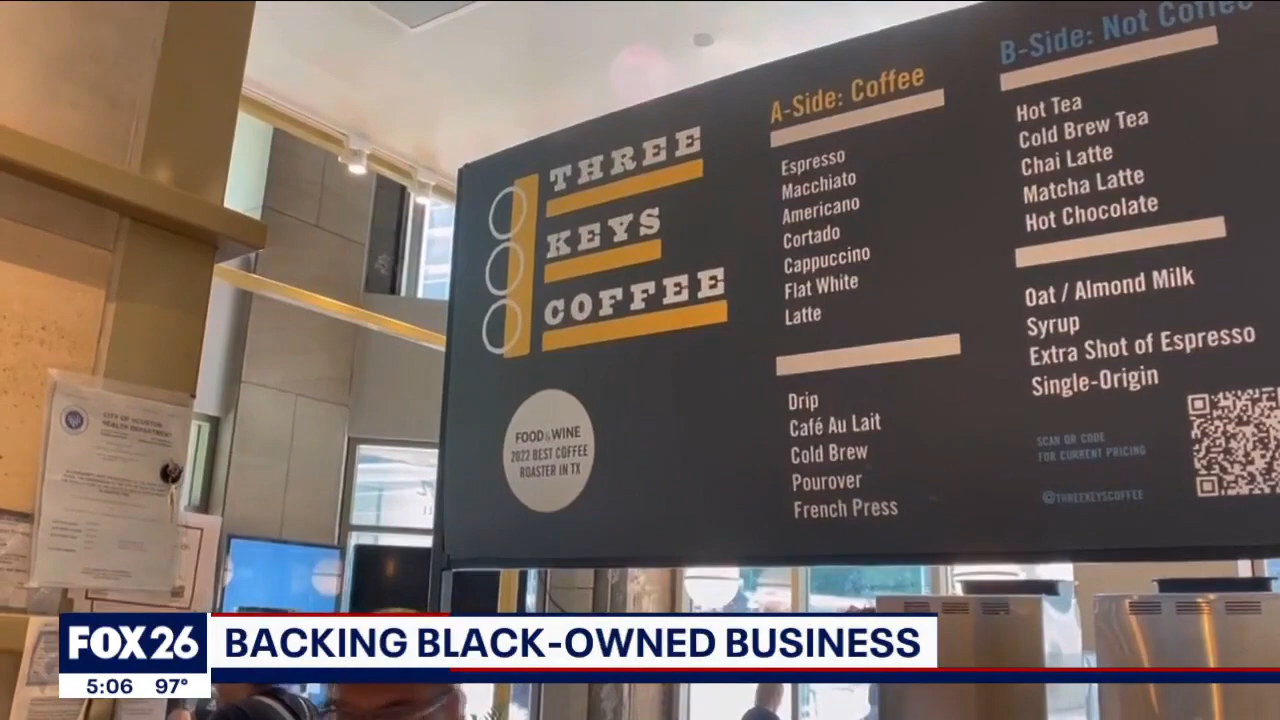 THREE
KEYS
COFFEE
FOOD&WINE
2022 BEST COFFEE
ROASTER IN TX
A-Side: Coffee
Espresso
Macchiato
Americano
Cortado
Cappuccino
Flat White
Latte
Drip
Café Au Lait
Cold Brew
Pourover
French Press
B-Side: Not Coffee
Hot Tea
Cold Brew Tea
Chai Latte
Matcha Latte
Hot Chocolate
Oat / Almond Milk
Syrup
Extra Shot of Espresso
Single-Origin
SCAN QR CODE
FOR CURRENT PRICING
@THREEKEYSCOFFEE
CITY OF HOUSTON
HEALTH DEPARTMENT
FOX 26
BACKING BLACK-OWNED BUSINESS
5:06 97°